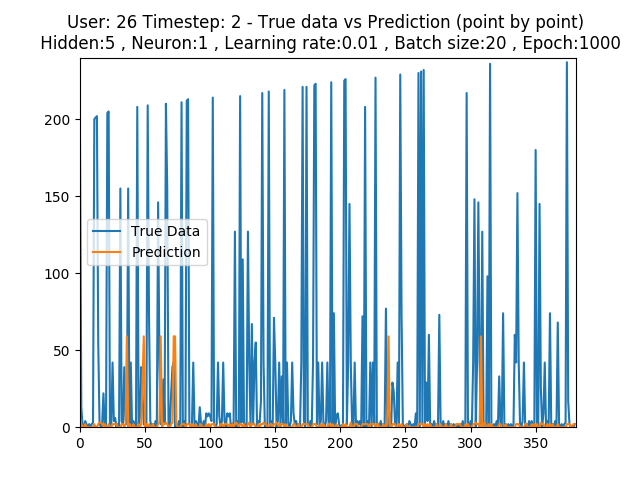 User: 26 Timestep: 2 - True data vs Prediction (point by point)
Hidden:5 , Neuron:1 , Learning rate:0.01 , Batch size:20 , Epoch:1000
200
150
100
50
0
True Data
Prediction
0 50 100 150 200 250 300 350